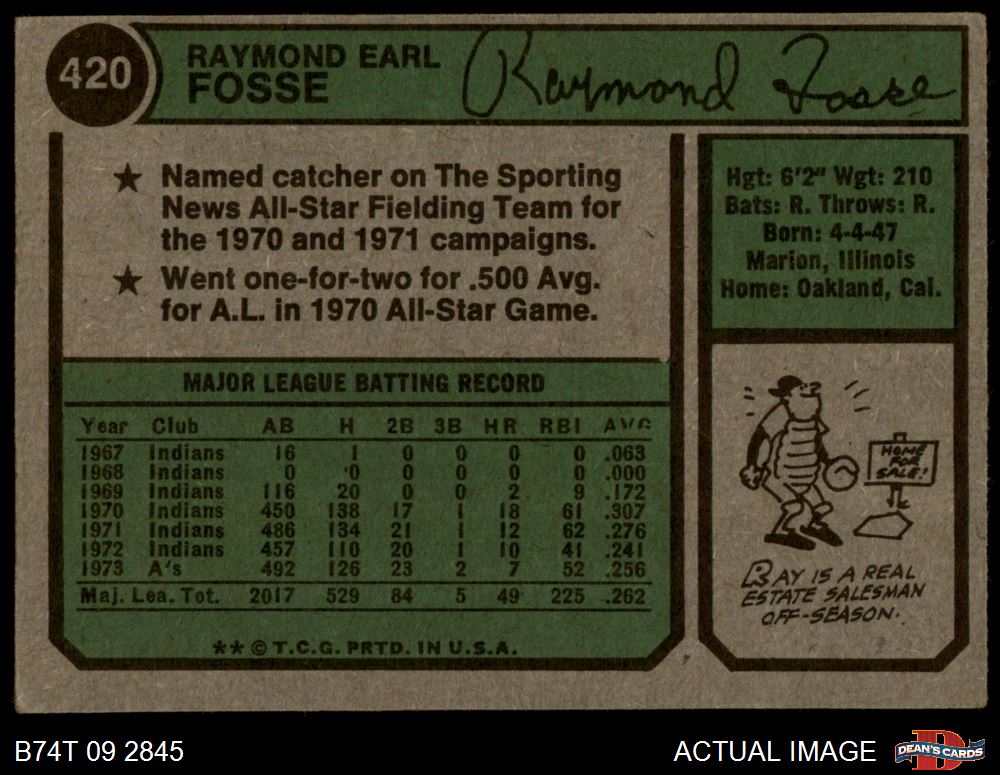 420
RAYMOND EARL
FOSSE
Raymond Fosse
★ Named catcher on The Sporting
News All-Star Fielding Team for
the 1970 and 1971 campaigns.
★ Went one-for-two for .500 Avg.
for A.L. in 1970 All-Star Game.
Hgt: 6'2" Wgt: 210
Bats: R. Throws: R.
Born: 4-4-47
Marion, Illinois
Home: Oakland, Cal.
MAJOR LEAGUE BATTING RECORD
Year Club AB H 2B 3B HR RBI AVG
1967 Indians 16 1 0 0 0 0 .063
1968 Indians 0 0 0 0 0 0 .000
1969 Indians 116 20 0 0 2 9 .172
1970 Indians 450 138 17 1 18 61 .307
1971 Indians 486 134 21 1 12 62 .276
1972 Indians 457 110 20 1 10 41 .241
1973 A's 492 126 23 2 7 52 .256
Maj. Lea. Tot. 2017 529 84 5 49 225 .262
** © T.C.G. PRTD. IN U.S.A.
HOME
FOR
SALE!
RAY IS A REAL
ESTATE SALESMAN
OFF-SEASON.
B74T 09 2845
ACTUAL IMAGE
D
DEAN'S CARDS